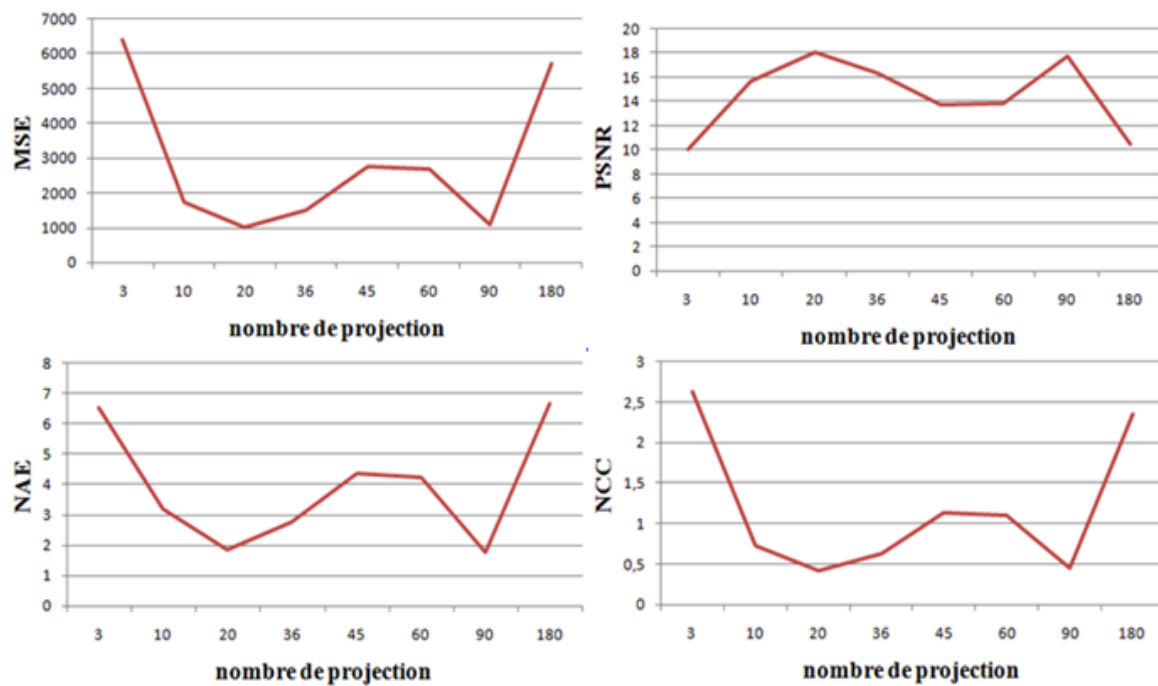 MSE
7000
6000
5000
4000
3000
2000
1000
0
3 10 20 36 45 60 90 180
nombre de projection
PSNR
20
18
16
14
12
10
8
6
4
2
0
3 10 20 36 45 60 90 180
nombre de projection
NAE
8
7
6
5
4
3
2
1
0
3 10 20 36 45 60 90 180
nombre de projection
NCC
3
2,5
2
1,5
1
0,5
0
3 10 20 36 45 60 90 180
nombre de projection